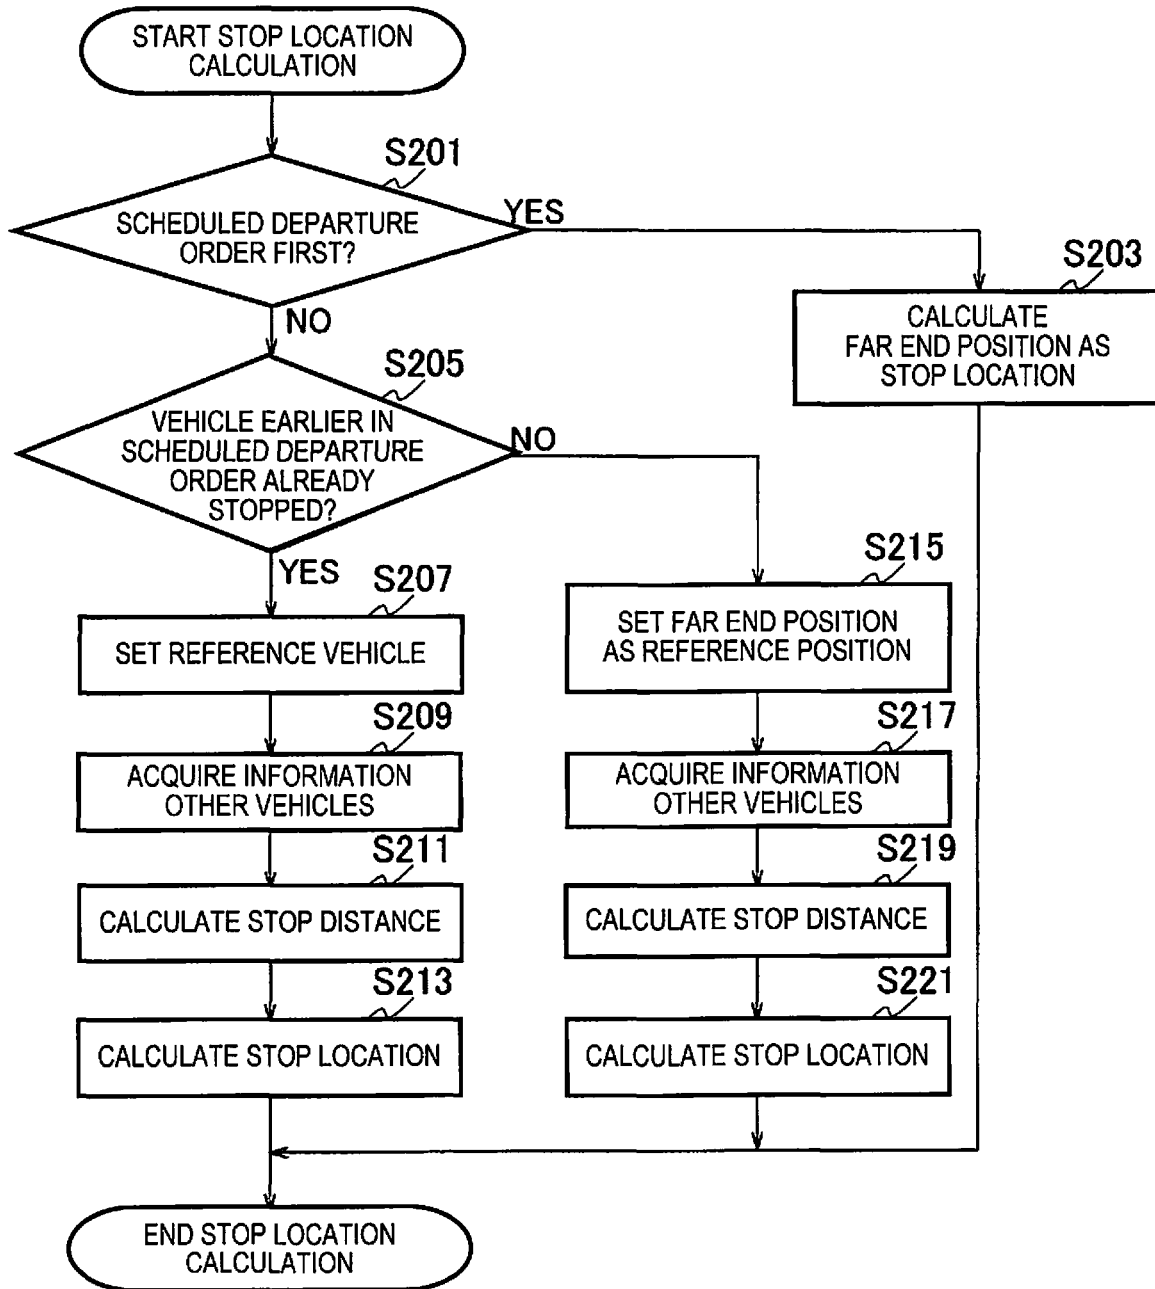 START STOP LOCATION
CALCULATION
S201
SCHEDULED DEPARTURE
ORDER FIRST?
YES
NO
S203
CALCULATE
FAR END POSITION AS
STOP LOCATION
S205
VEHICLE EARLIER IN
SCHEDULED DEPARTURE
ORDER ALREADY
STOPPED?
NO
YES
S207
SET REFERENCE VEHICLE
S209
ACQUIRE INFORMATION
OTHER VEHICLES
S211
CALCULATE STOP DISTANCE
S213
CALCULATE STOP LOCATION
S215
SET FAR END POSITION
AS REFERENCE POSITION
S217
ACQUIRE INFORMATION
OTHER VEHICLES
S219
CALCULATE STOP DISTANCE
S221
CALCULATE STOP LOCATION
END STOP LOCATION
CALCULATION